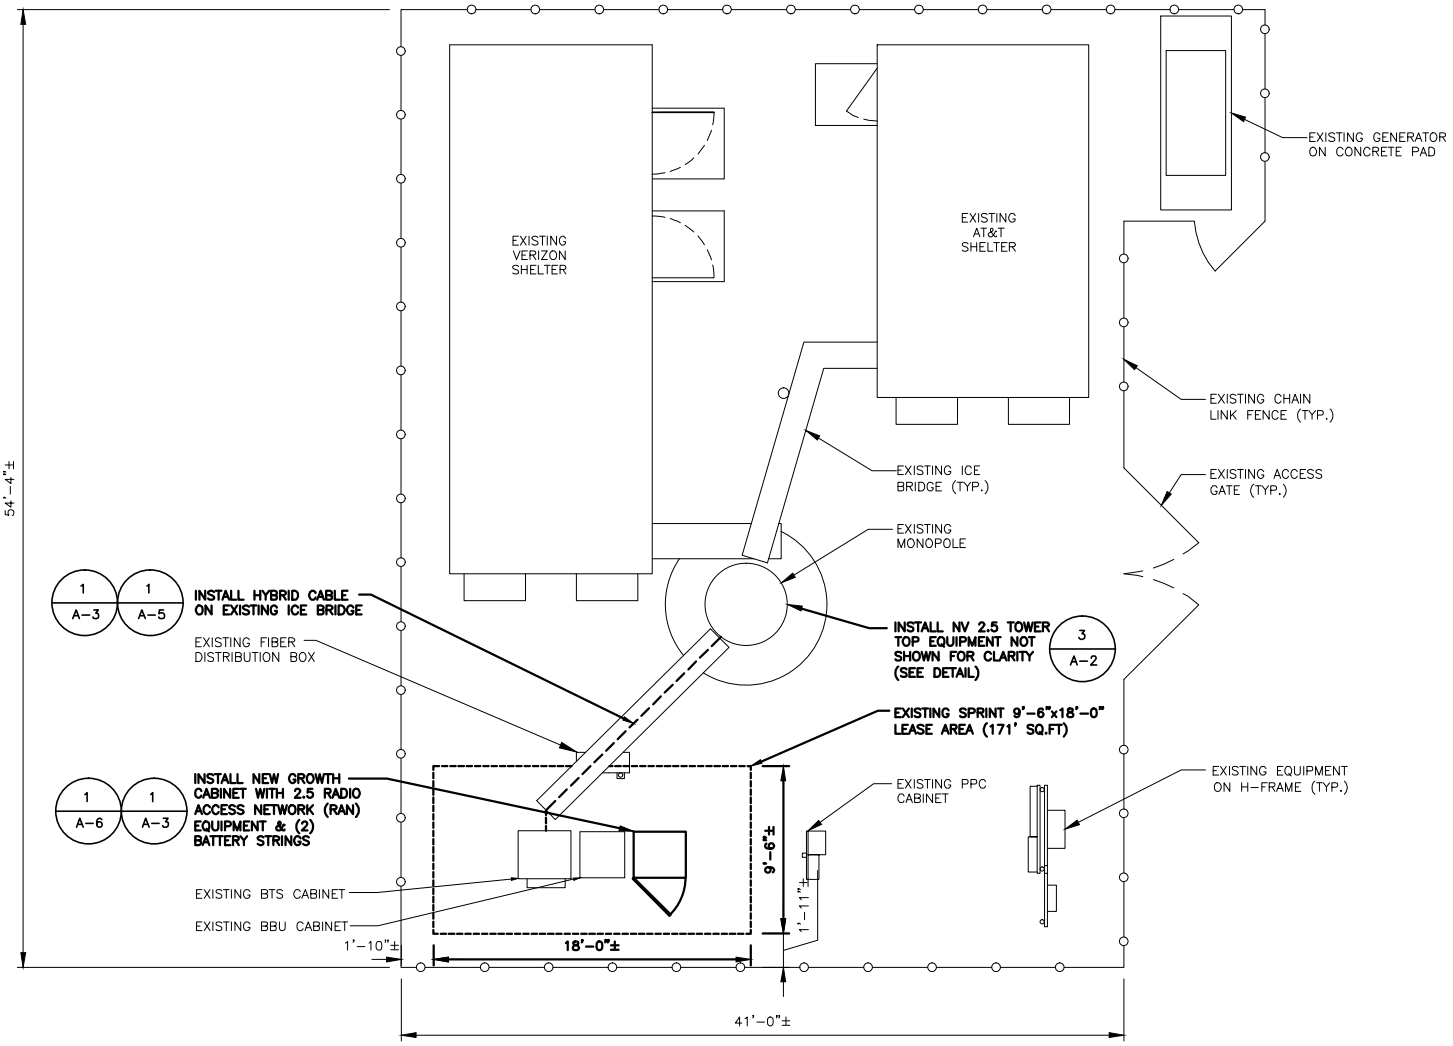 EXISTING GENERATOR
ON CONCRETE PAD
EXISTING
VERIZON
SHELTER
EXISTING
AT&T
SHELTER
EXISTING CHAIN
LINK FENCE (TYP.)
EXISTING ICE
BRIDGE (TYP.)
EXISTING ACCESS
GATE (TYP.)
54'-4"±
EXISTING
MONOPOLE
1
A-3
1
A-5
INSTALL HYBRID CABLE
ON EXISTING ICE BRIDGE
EXISTING FIBER
DISTRIBUTION BOX
INSTALL NV 2.5 TOWER
TOP EQUIPMENT NOT
SHOWN FOR CLARITY
(SEE DETAIL)
3
A-2
EXISTING SPRINT 9'-6"x18'-0"
LEASE AREA (171' SQ.FT)
1
A-6
1
A-3
INSTALL NEW GROWTH
CABINET WITH 2.5 RADIO
ACCESS NETWORK (RAN)
EQUIPMENT & (2)
BATTERY STRINGS
EXISTING PPC
CABINET
EXISTING EQUIPMENT
ON H-FRAME (TYP.)
9'-6"±
1'-11"±
EXISTING BTS CABINET
EXISTING BBU CABINET
1'-10"±
18'-0"±
41'-0"±